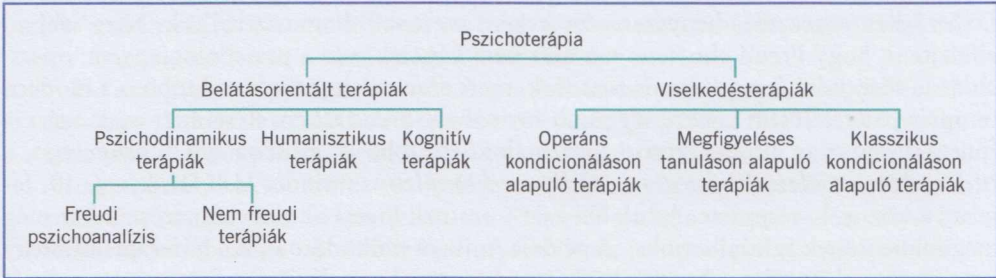 Pszichoterápia
Belátásorientált terápiák
Viselkedésterápiák
Pszichodinamikus
terápiák
Humanisztikus
terápiák
Kognitív
terápiák
Operáns
kondicionáláson
alapuló terápiák
Megfigyeléses
tanuláson alapuló
terápiák
Klasszikus
kondicionáláson
alapuló terápiák
Freudi
pszichoanalízis
Nem freudi
terápiák